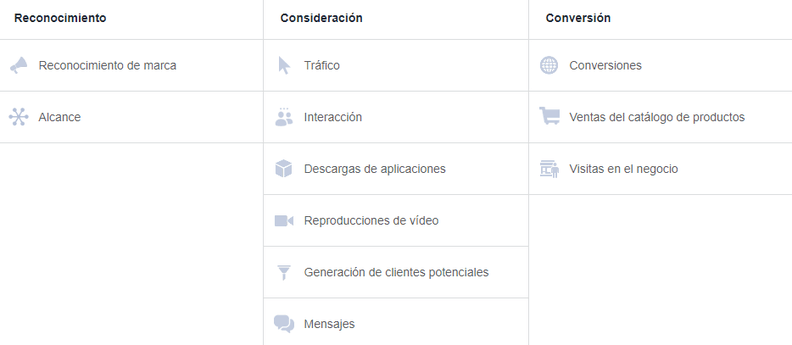 Reconocimiento
Consideración
Conversión
Reconocimiento de marca
Tráfico
Conversiones
Alcance
Interacción
Ventas del catálogo de productos
Descargas de aplicaciones
Visitas en el negocio
Reproducciones de vídeo
Generación de clientes potenciales
Mensajes